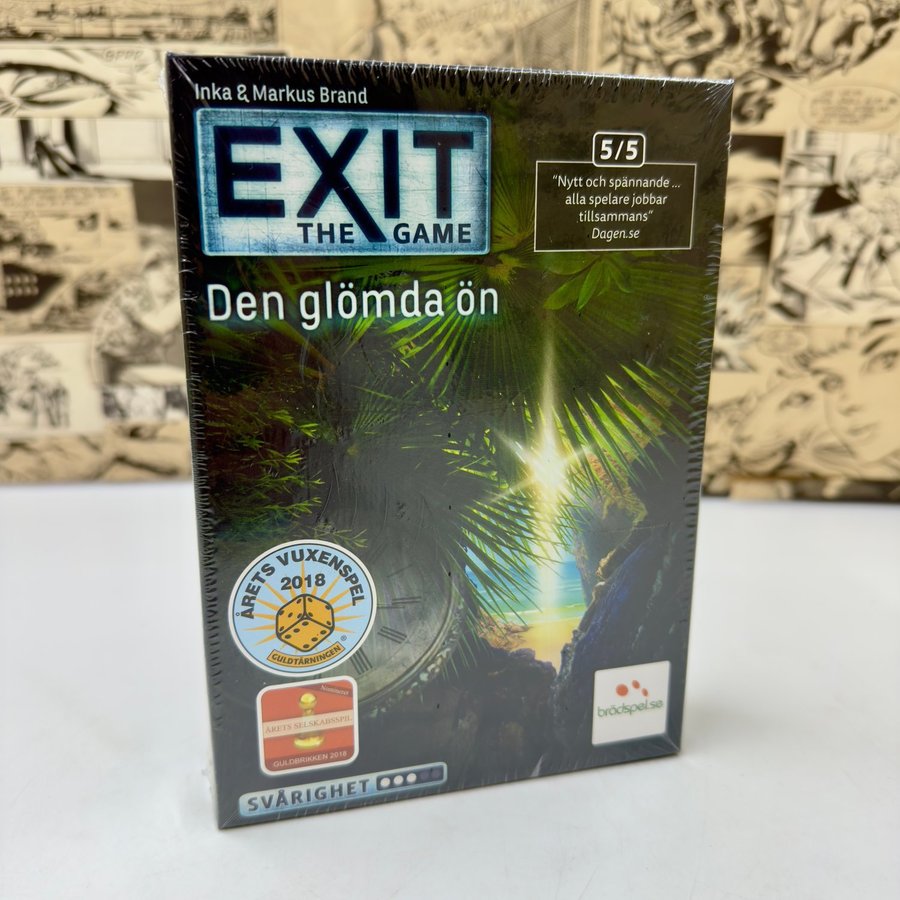 Inka & Markus Brand
EXIT
THE GAME
Den glömda ön
5/5
"Nytt och spännande ...
alla spelare jobbar
tillsammans"
Dagen.se
ÅRETS VUXENSPEL
2018
GULDTÄRNINGEN
®
Nomineret
ÅRETS SELSKABSSPIL
GULDBRIKKEN 2018
brädspel.se
SVÅRIGHET